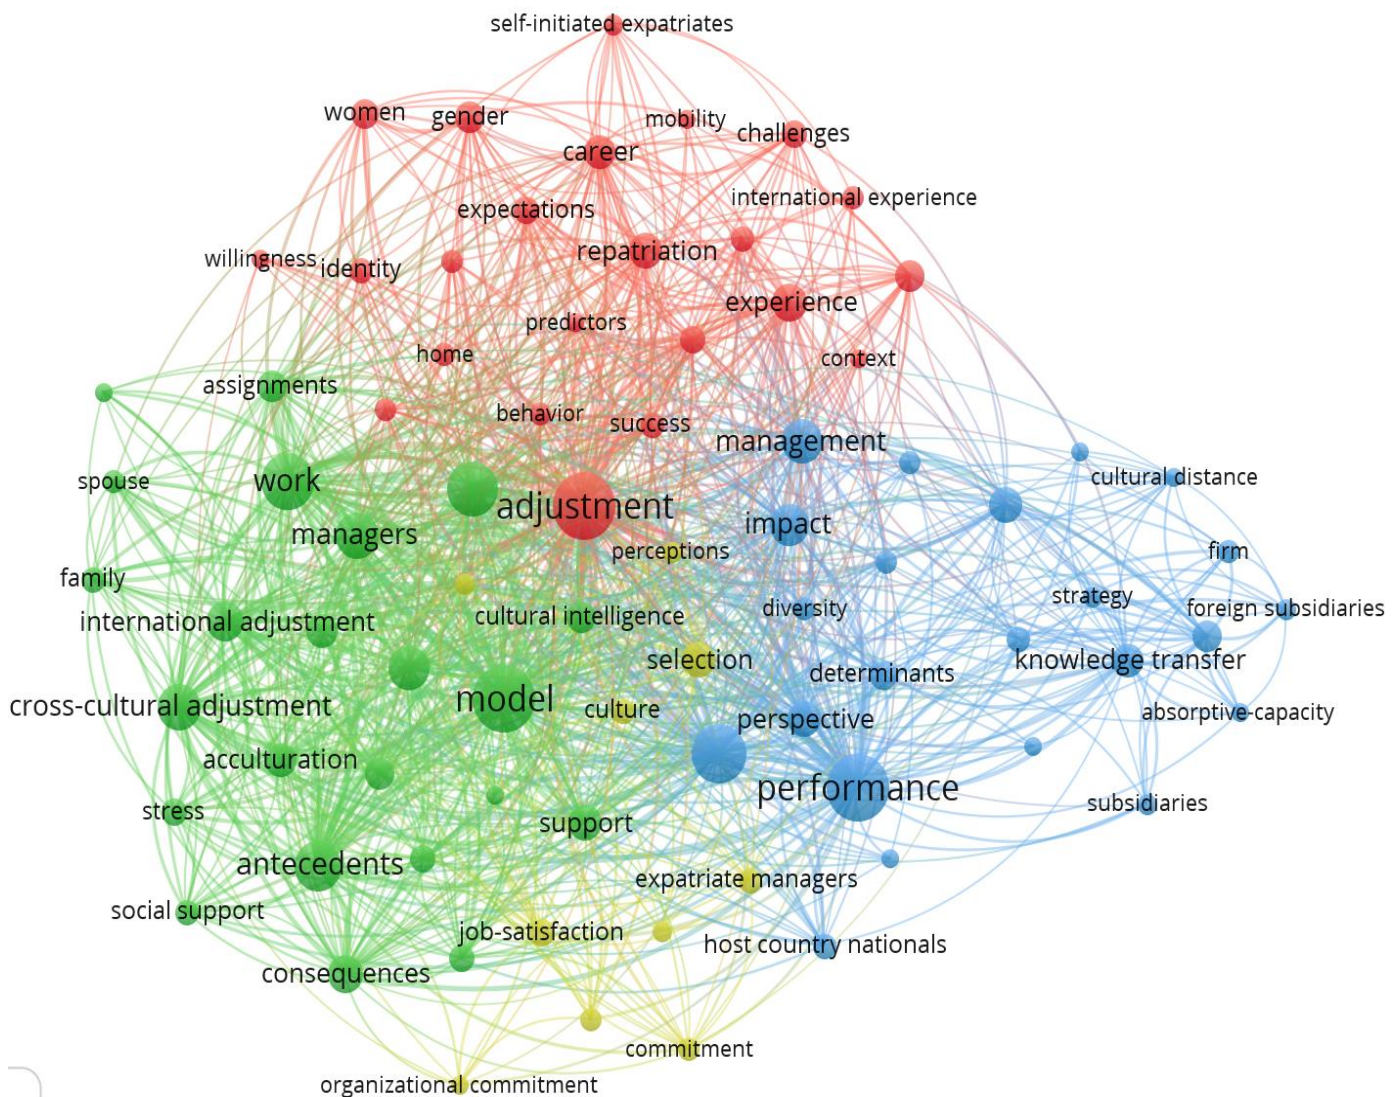 self-initiated expatriates
women
gender
mobility
challenges
career
international experience
expectations
repatriation
willingness
identity
experience
predictors
home
context
assignments
behavior
success
management
spouse
work
cultural distance
adjustment
managers
impact
perceptions
firm
family
strategy
international adjustment
cultural intelligence
diversity
foreign subsidiaries
selection
determinants
knowledge transfer
cross-cultural adjustment
model
culture
perspective
absorptive-capacity
acculturation
performance
stress
support
subsidiaries
antecedents
expatriate managers
social support
job-satisfaction
host country nationals
consequences
commitment
organizational commitment